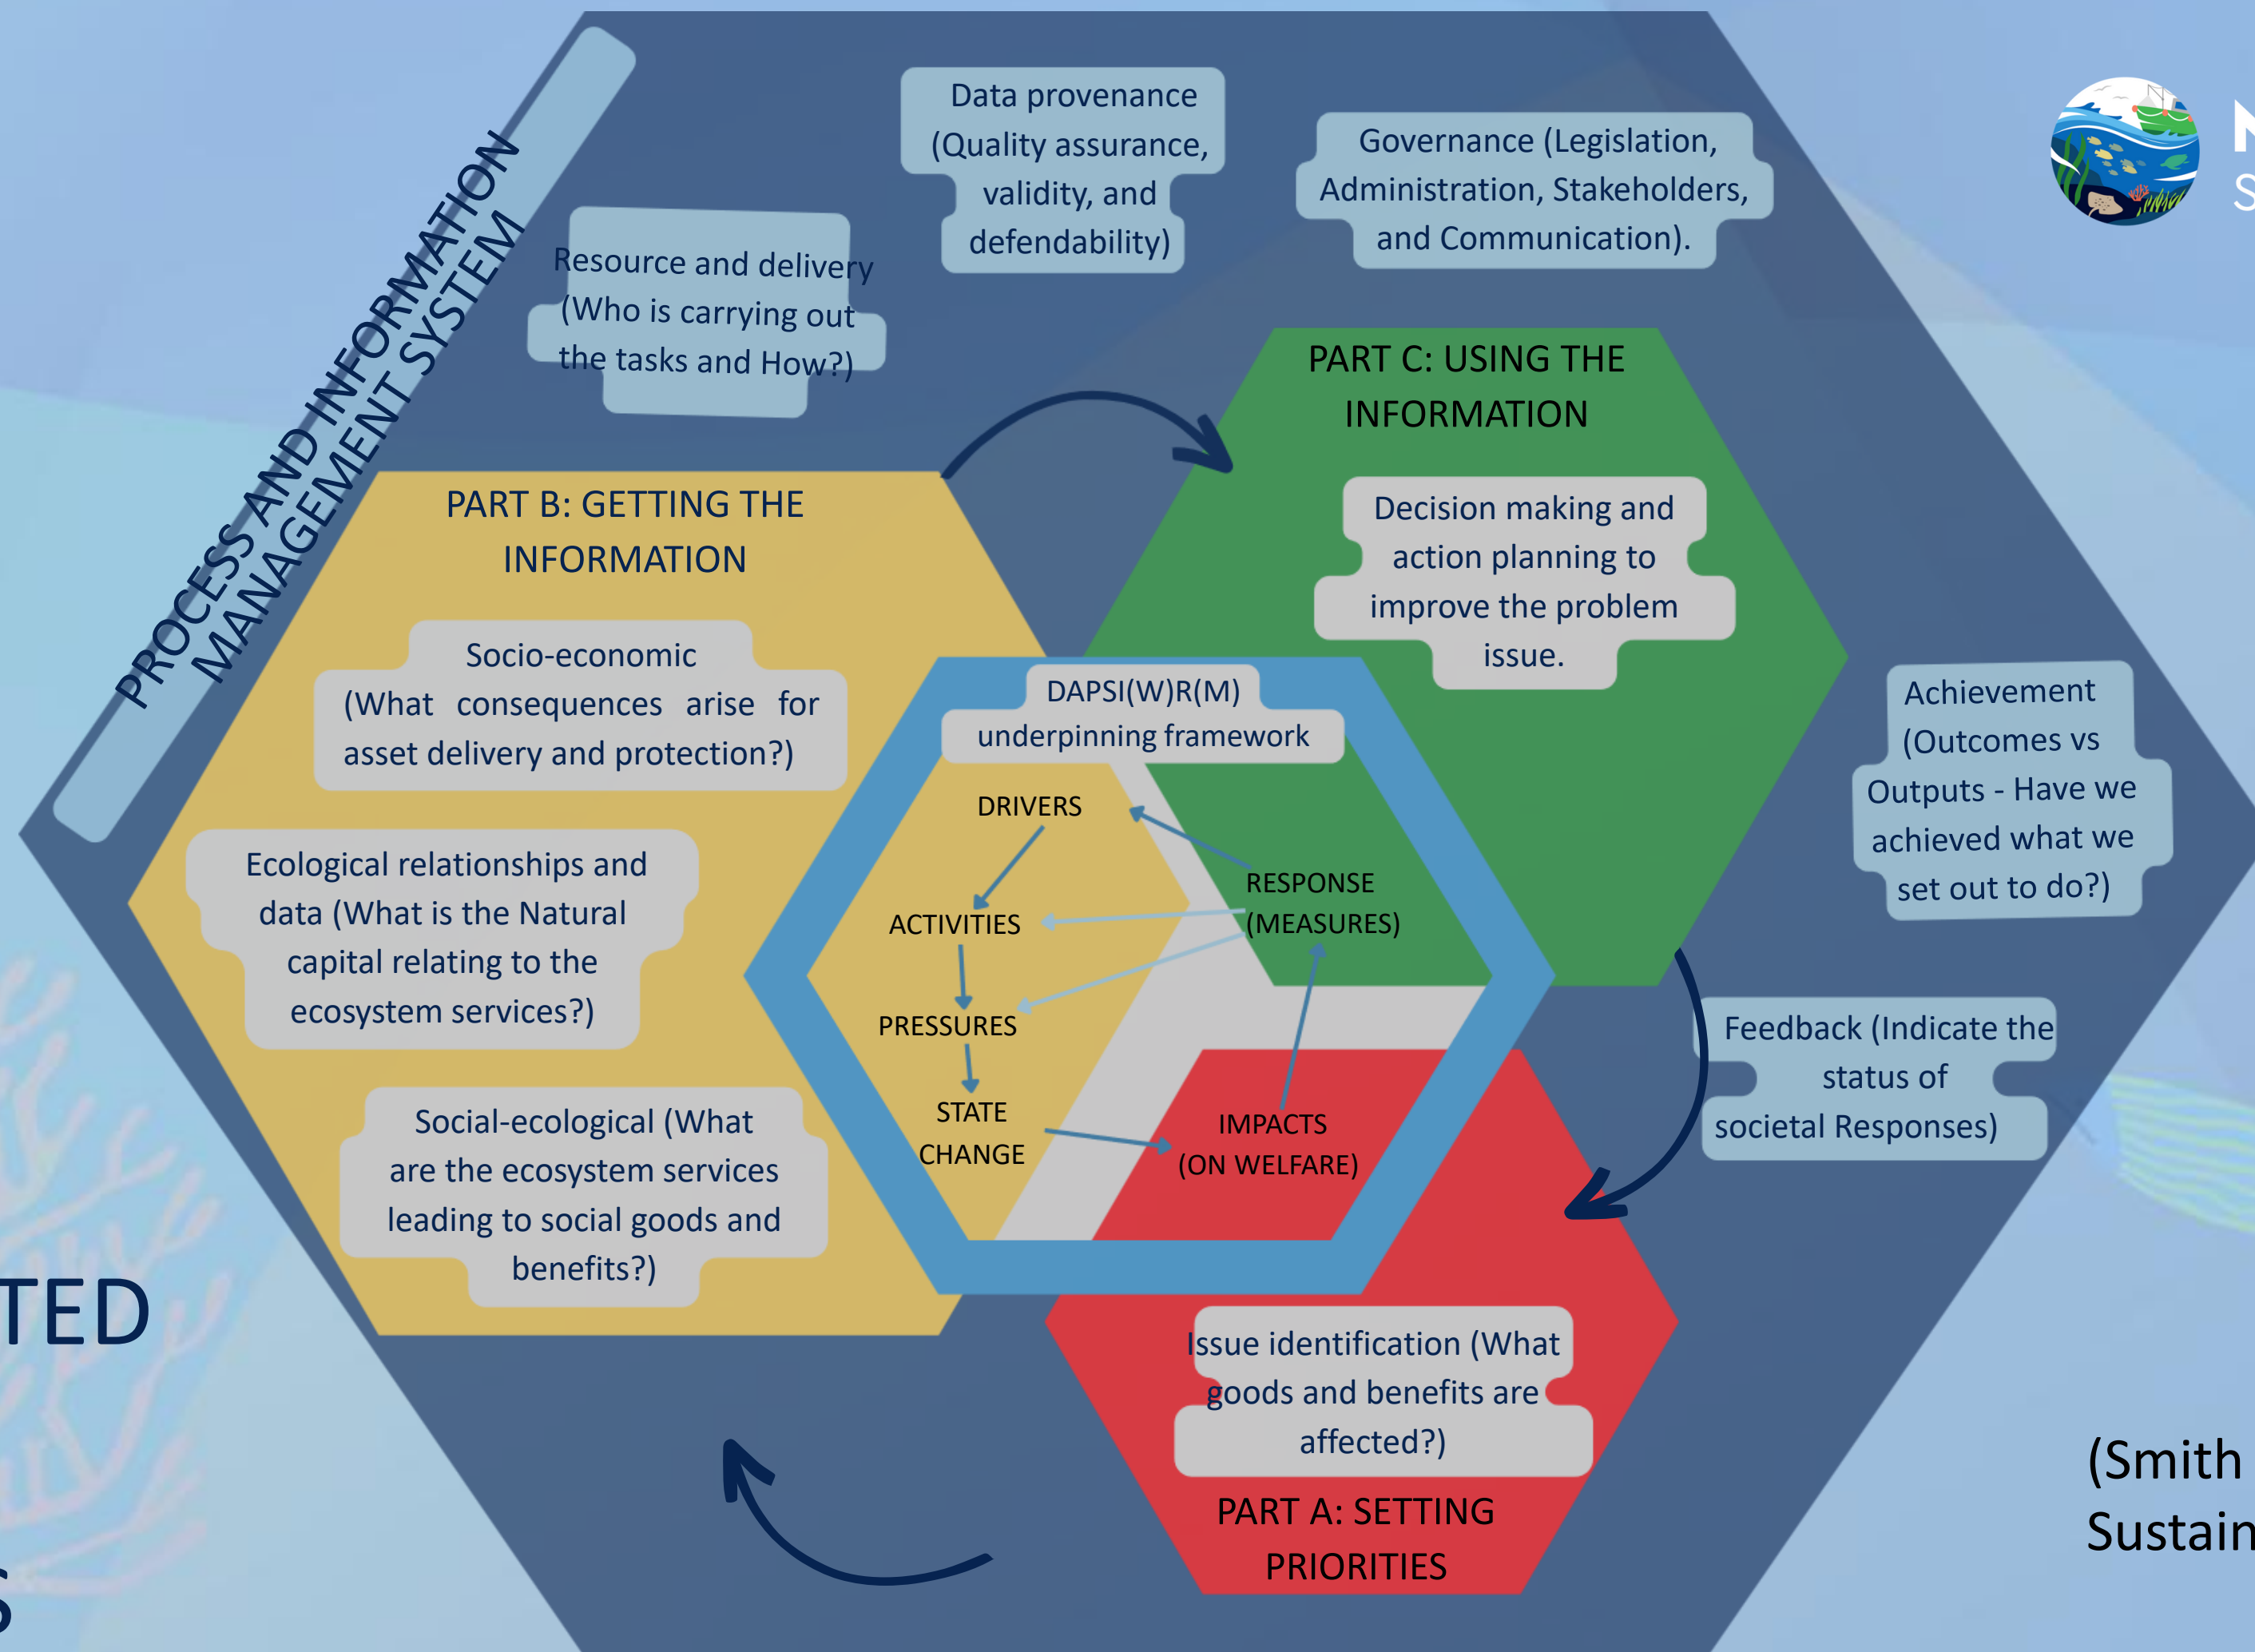 PROCESS AND INFORMATION
MANAGEMENT SYSTEM
Resource and delivery
(Who is carrying out
the tasks and How?)
Data provenance
(Quality assurance,
validity, and
defendability)
Governance (Legislation,
Administration, Stakeholders,
and Communication).
PART C: USING THE
INFORMATION
Decision making and
action planning to
improve the problem
issue.
PART B: GETTING THE
INFORMATION
Socio-economic
(What consequences arise for
asset delivery and protection?)
Ecological relationships and
data (What is the Natural
capital relating to the
ecosystem services?)
Social-ecological (What
are the ecosystem services
leading to social goods and
benefits?)
DAPSI(W)R(M)
underpinning framework
DRIVERS
ACTIVITIES
PRESSURES
STATE
CHANGE
RESPONSE
(MEASURES)
IMPACTS
(ON WELFARE)
Achievement
(Outcomes vs
Outputs - Have we
achieved what we
set out to do?)
Feedback (Indicate the
status of
societal Responses)
Issue identification (What
goods and benefits are
affected?)
PART A: SETTING
PRIORITIES
TED
S
(Smith
Sustain